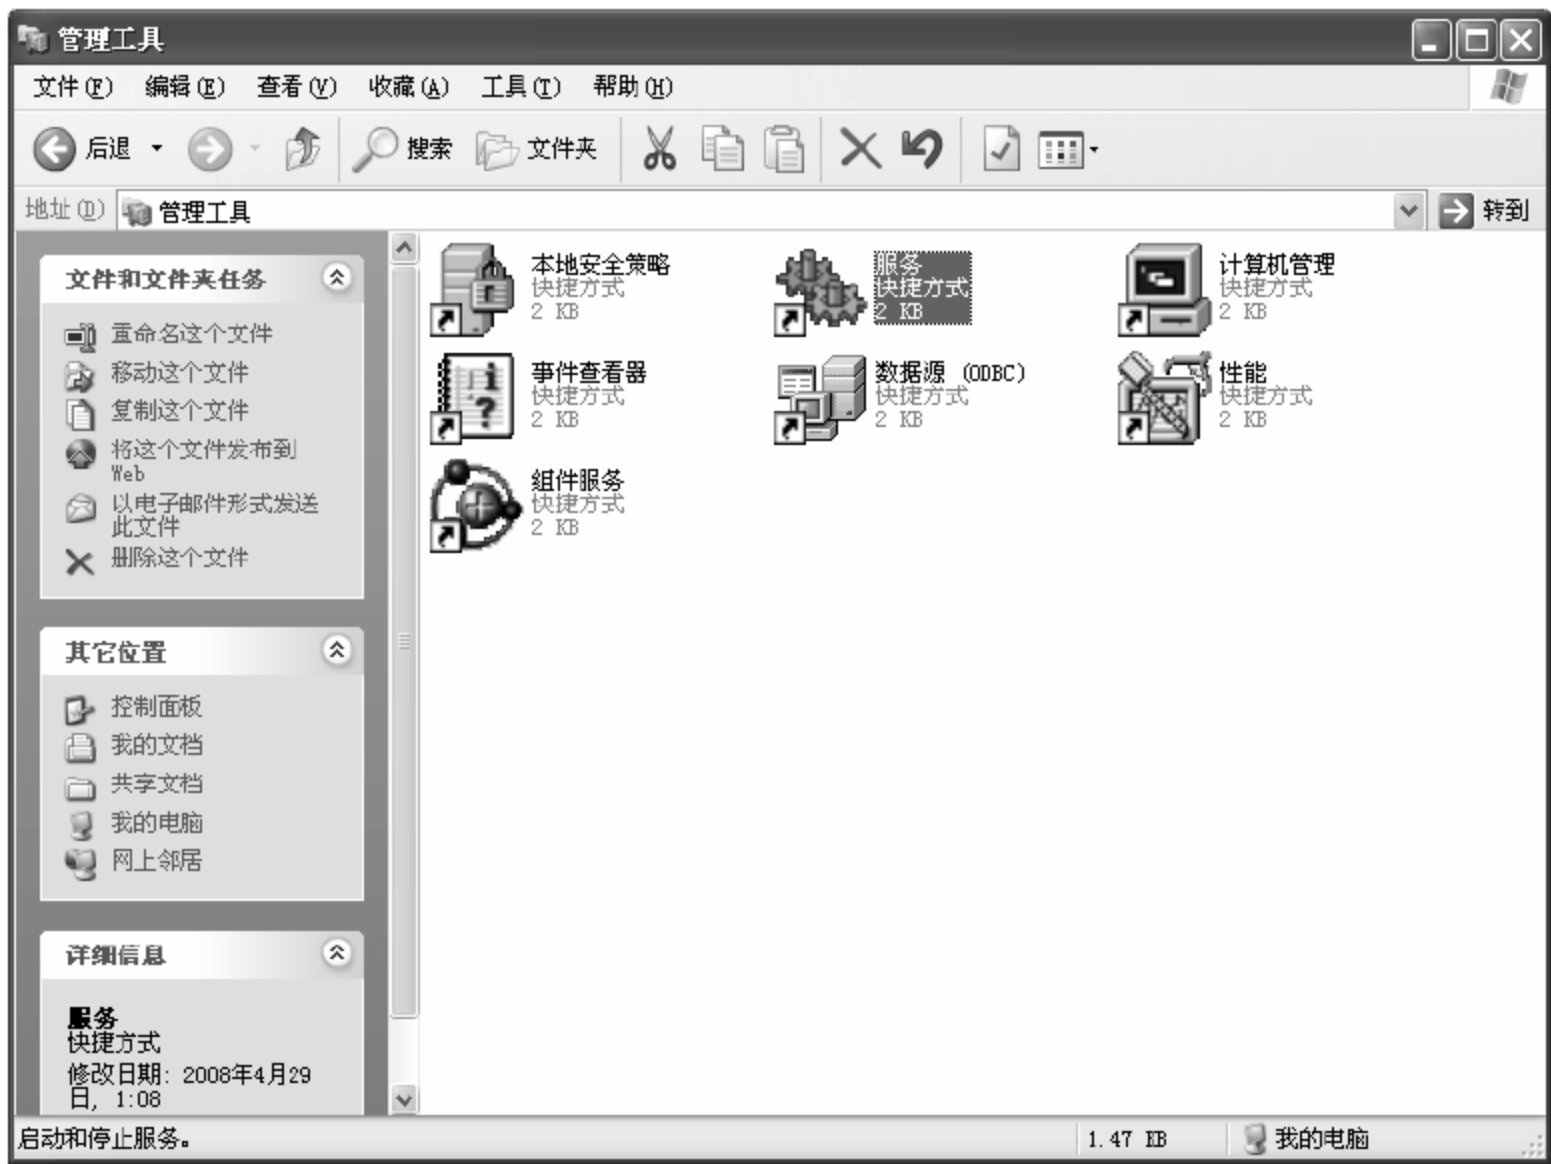 管理工具
文件(F) 编辑(E) 查看(V) 收藏(A) 工具(T) 帮助(H)
后退 搜索 文件夹
地址(D) 管理工具 转到
文件和文件夹任务
重命名这个文件
移动这个文件
复制这个文件
将这个文件发布到
Web
以电子邮件形式发送
此文件
删除这个文件
其它位置
控制面板
我的文档
共享文档
我的电脑
网上邻居
详细信息
服务
快捷方式
修改日期: 2008年4月29
日, 1:08
本地安全策略
快捷方式
2 KB
服务
快捷方式
2 KB
计算机管理
快捷方式
2 KB
事件查看器
快捷方式
2 KB
数据源 (ODBC)
快捷方式
2 KB
性能
快捷方式
2 KB
组件服务
快捷方式
2 KB
启动和停止服务。 1.47 KB 我的电脑